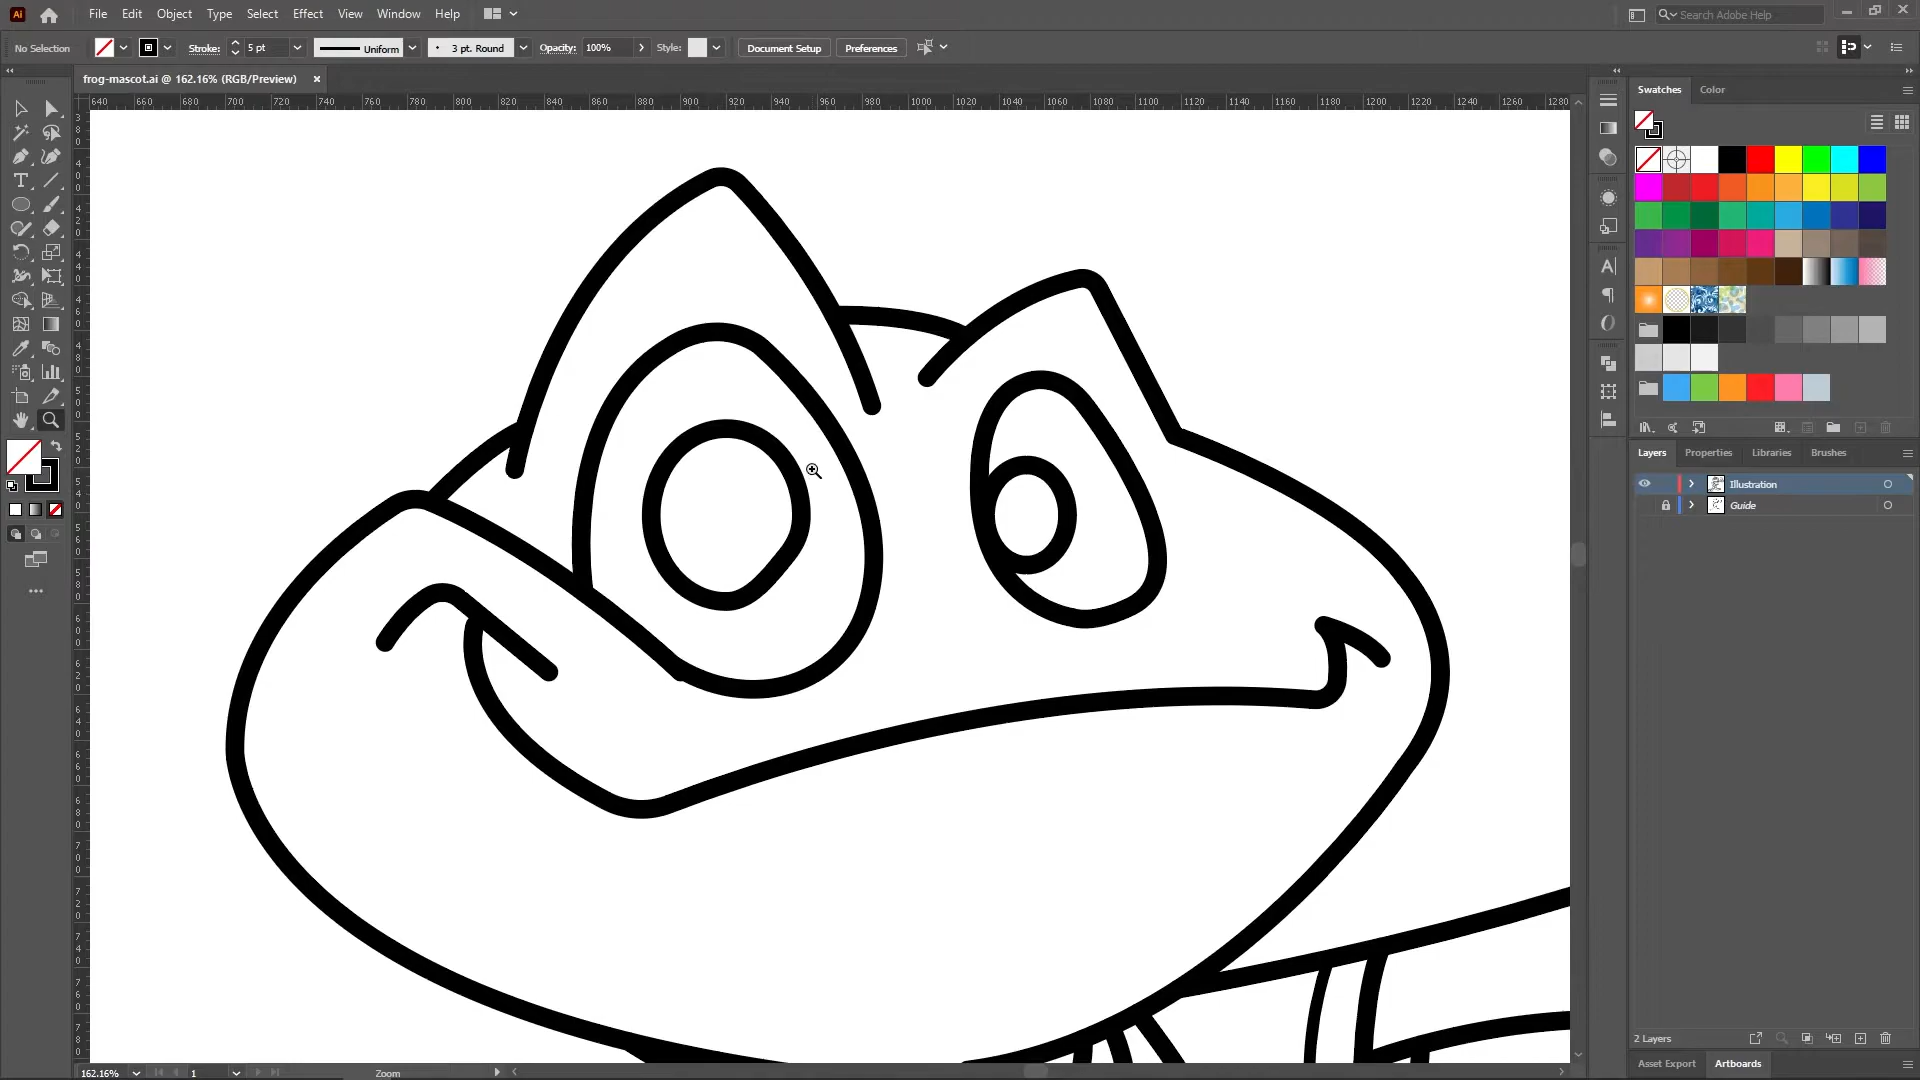 Ai File Edit Object Type Select Effect View Window Help Search Adobe Help
No Selection Stroke: 5 pt Uniform 3 pt. Round Opacity: 100% Style: Document Setup Preferences
frog-mascot.ai @ 162.16% (RGB/Preview)
640 660 680 700 720 740 760 780 800 820 840 860 880 900 920 940 960 980 1000 1020 1040 1060 1080 1100 1120 1140 1160 1180 1200 1220 1240 1260 1280
Swatches Color
Layers Properties Libraries Brushes
Illustration
Guide
2 Layers
Asset Export Artboards
162.16% 1 Zoom